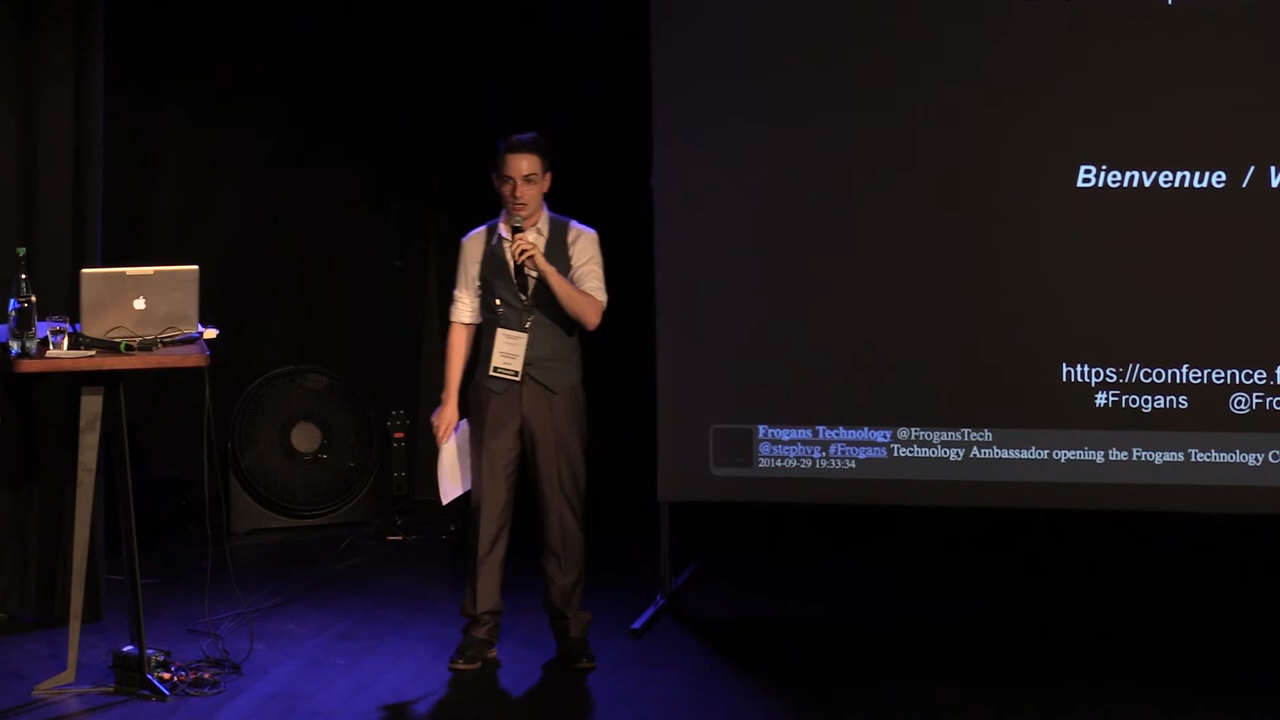 Bienvenue /
https://conference.
#Frogans @Fro
Frogans Technology @FrogansTech
@stephvg, #Frogans Technology Ambassador opening the Frogans Technology C
2014-09-29 19:33:34